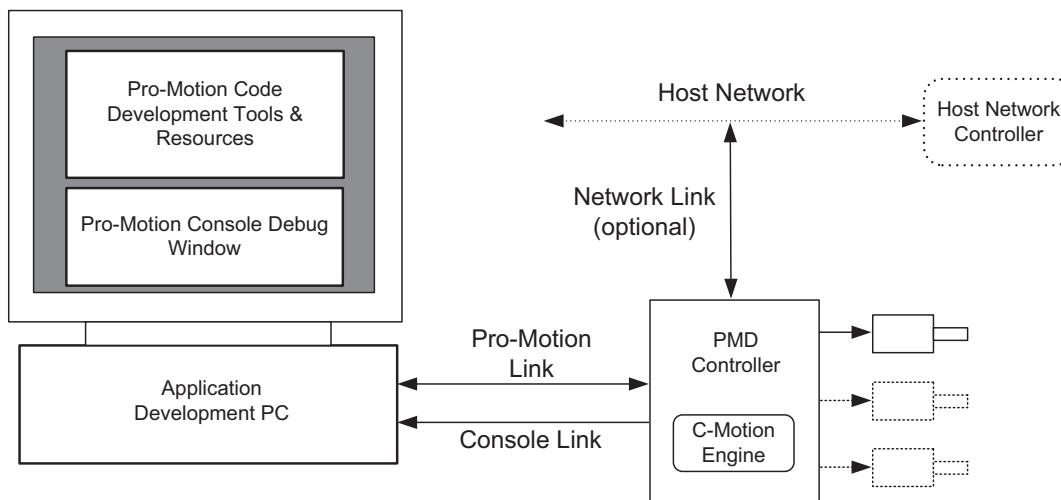 Pro-Motion Code
Development Tools &
Resources
Pro-Motion Console Debug
Window
Application
Development PC
Host Network
Host Network
Controller
Network Link
(optional)
Pro-Motion
Link
Console Link
PMD
Controller
C-Motion
Engine